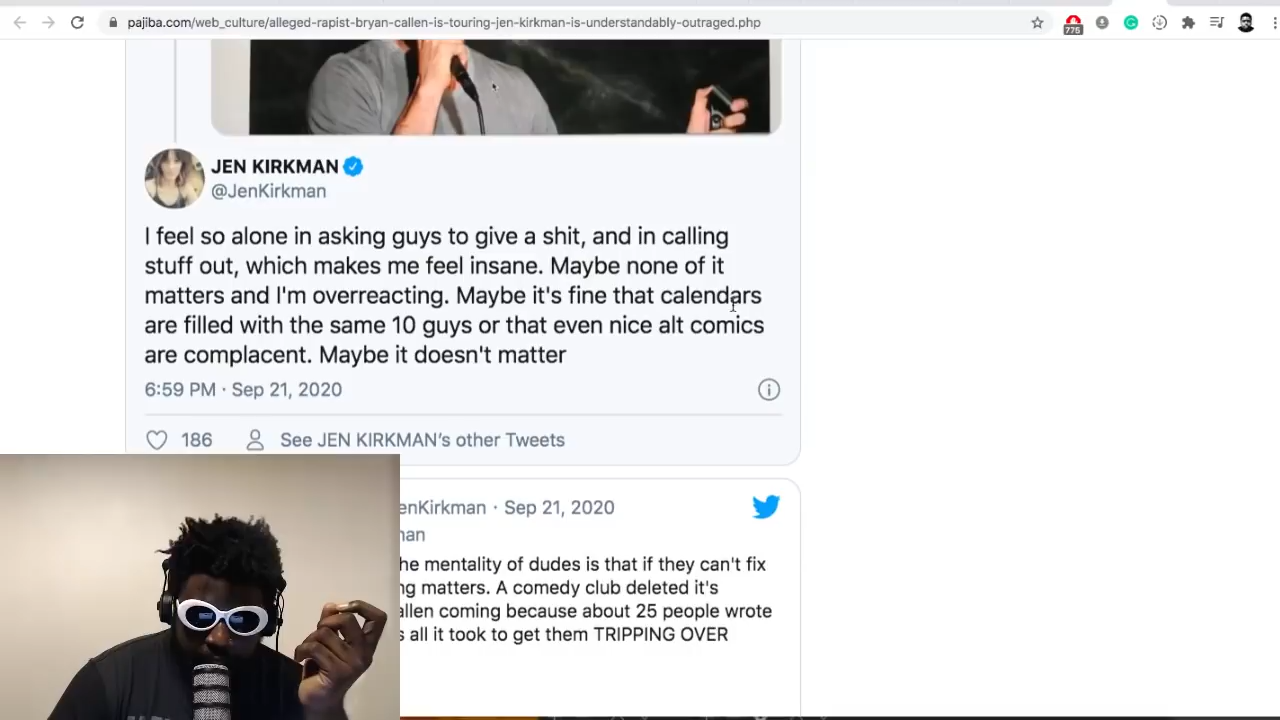 pajiba.com/web_culture/alleged-rapist-bryan-callen-is-touring-jen-kirkman-is-understandably-outraged.php
775
JEN KIRKMAN
@JenKirkman
I feel so alone in asking guys to give a shit, and in calling
stuff out, which makes me feel insane. Maybe none of it
matters and I'm overreacting. Maybe it's fine that calendars
are filled with the same 10 guys or that even nice alt comics
are complacent. Maybe it doesn't matter
6:59 PM · Sep 21, 2020
186
See JEN KIRKMAN's other Tweets
enKirkman · Sep 21, 2020
man
he mentality of dudes is that if they can't fix
ng matters. A comedy club deleted it's
allen coming because about 25 people wrote
s all it took to get them TRIPPING OVER